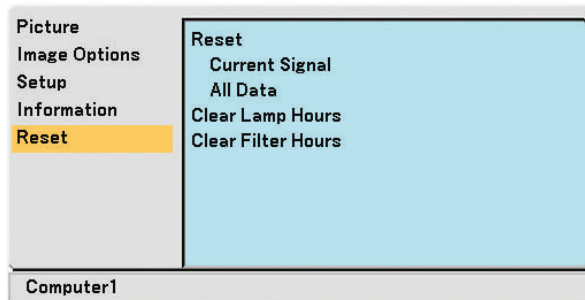 Picture
Image Options
Setup
Information
Reset
Reset
Current Signal
All Data
Clear Lamp Hours
Clear Filter Hours
Computer1